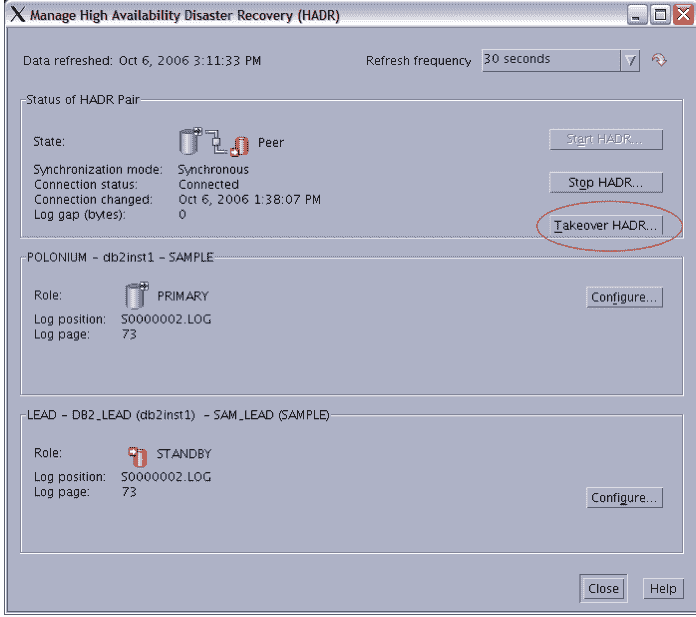 Manage High Availability Disaster Recovery (HADR)
Data refreshed: Oct 6, 2006 3:11:33 PM
Refresh frequency 30 seconds
Status of HADR Pair
State: Peer
Start HADR...
Synchronization mode: Synchronous
Connection status: Connected
Stop HADR...
Connection changed: Oct 6, 2006 1:38:07 PM
Log gap (bytes): 0
Takeover HADR...
POLONIUM - db2inst1 - SAMPLE
Role: PRIMARY
Configure...
Log position: S0000002.LOG
Log page: 73
LEAD - DB2_LEAD (db2inst1) - SAM_LEAD (SAMPLE)
Role: STANDBY
Log position: S0000002.LOG
Log page: 73
Configure...
Close
Help